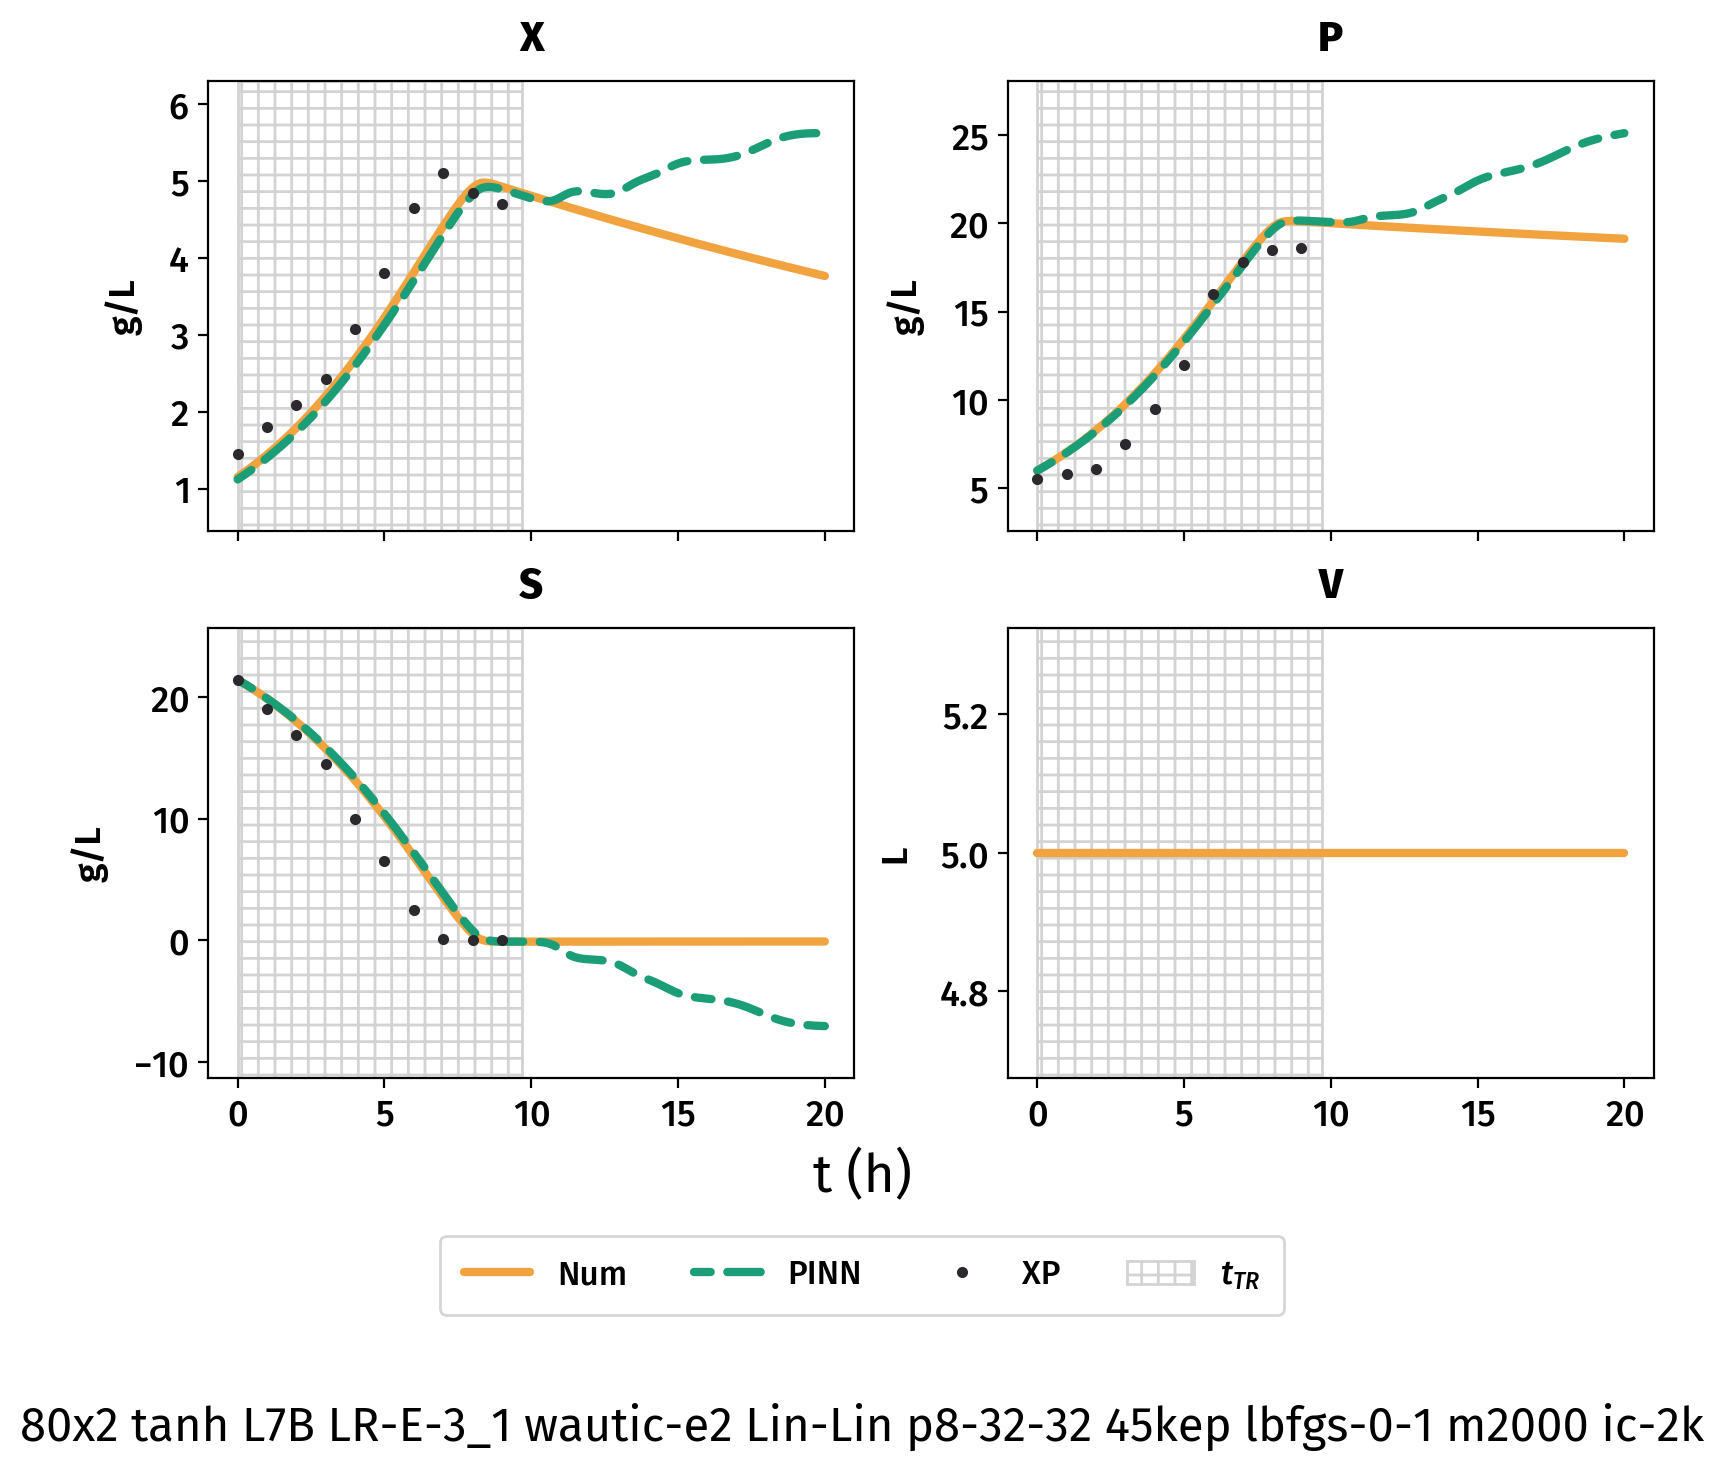 X
P
6
5
4
3
2
1
g/L
25
20
15
10
5
g/L
S
V
20
10
0
−10
g/L
5.2
5.0
4.8
L
0 5 10 15 20
0 5 10 15 20
t (h)
Num PINN XP tTR
80x2 tanh L7B LR-E-3_1 wautic-e2 Lin-Lin p8-32-32 45kep lbfgs-0-1 m2000 ic-2k